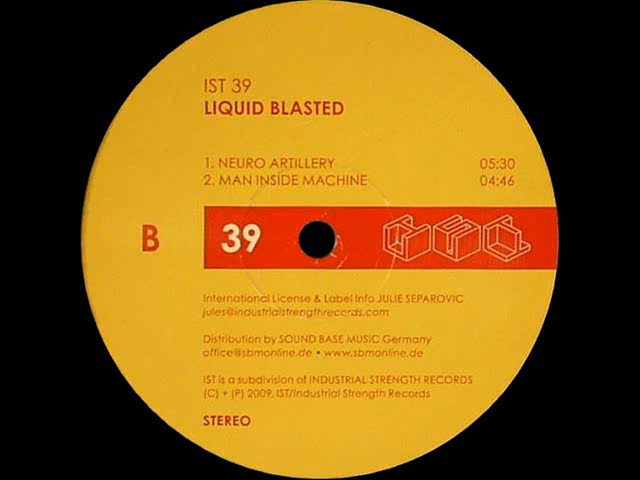 IST 39
LIQUID BLASTED
1. NEURO ARTILLERY 05:30
2. MAN INSIDE MACHINE 04:46
B 39
International License & Label Info JULIE SEPAROVIC
jules@industrialstrengthrecords.com
Distribution by SOUND BASE MUSIC Germany
office@sbmonline.de • www.sbmonline.de
IST is a subdivision of INDUSTRIAL STRENGTH RECORDS
(C) + (P) 2009, IST/Industrial Strength Records
STEREO